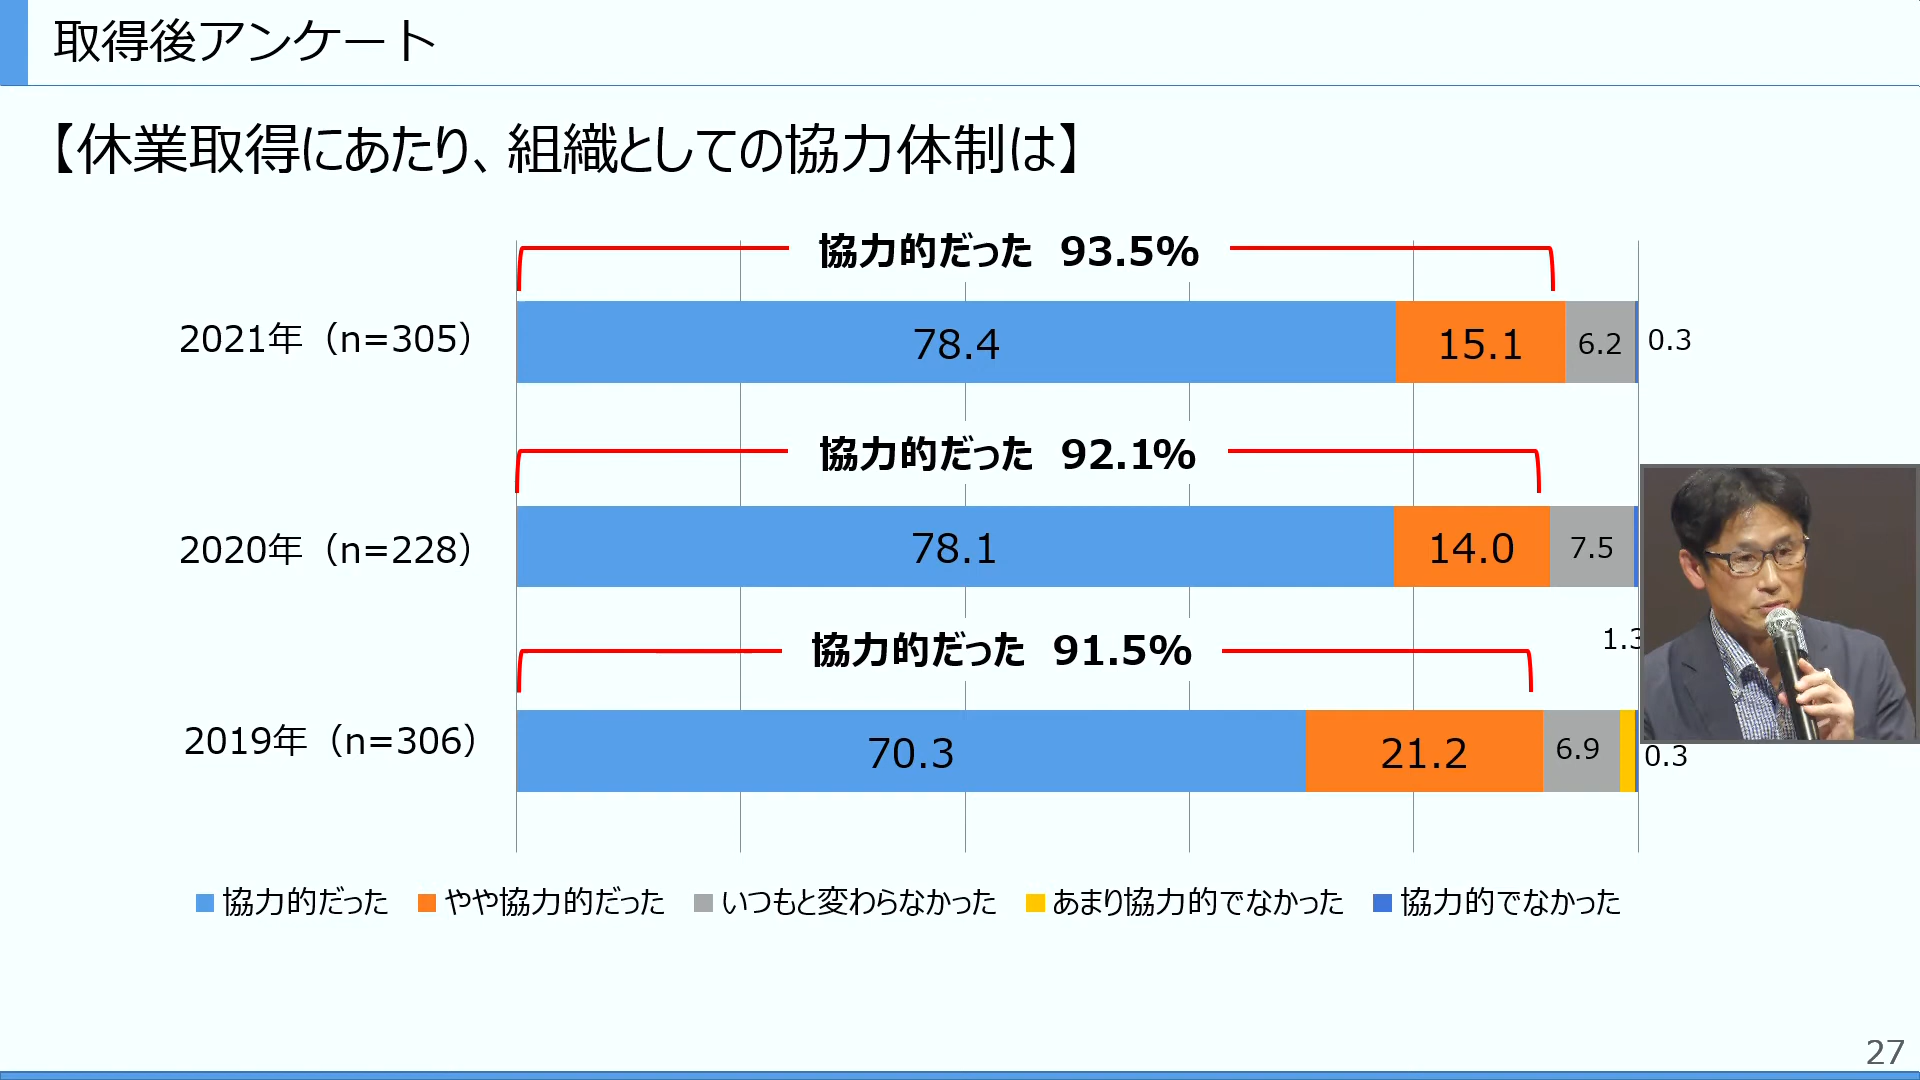 取得後アンケート
【休業取得にあたり、組織としての協力体制は】
協力的だった 93.5%
2021年（n=305） 78.4 15.1 6.2 0.3
協力的だった 92.1%
2020年（n=228） 78.1 14.0 7.5
1.3
協力的だった 91.5%
2019年（n=306） 70.3 21.2 6.9 0.3
協力的だった やや協力的だった いつもと変わらなかった あまり協力的でなかった 協力的でなかった
27